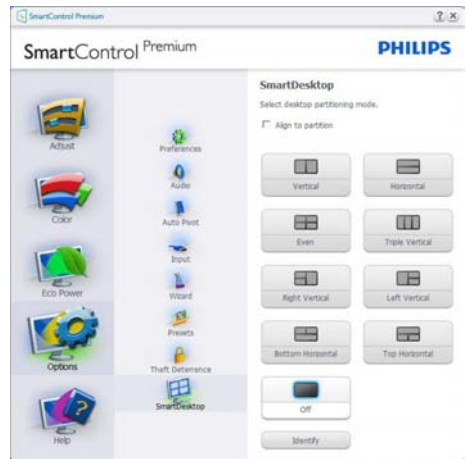 SmartControl Premium
SmartControl Premium
PHILIPS
Adjust
Color
Eco Power
Options
Help
Preferences
Audio
Auto Pivot
Input
Wizard
Presets
Theft Deterrence
SmartDesktop
SmartDesktop
Select desktop partitioning mode.
Align to partition
Vertical
Horizontal
Even
Triple Vertical
Right Vertical
Left Vertical
Bottom Horizontal
Top Horizontal
Off
Identify